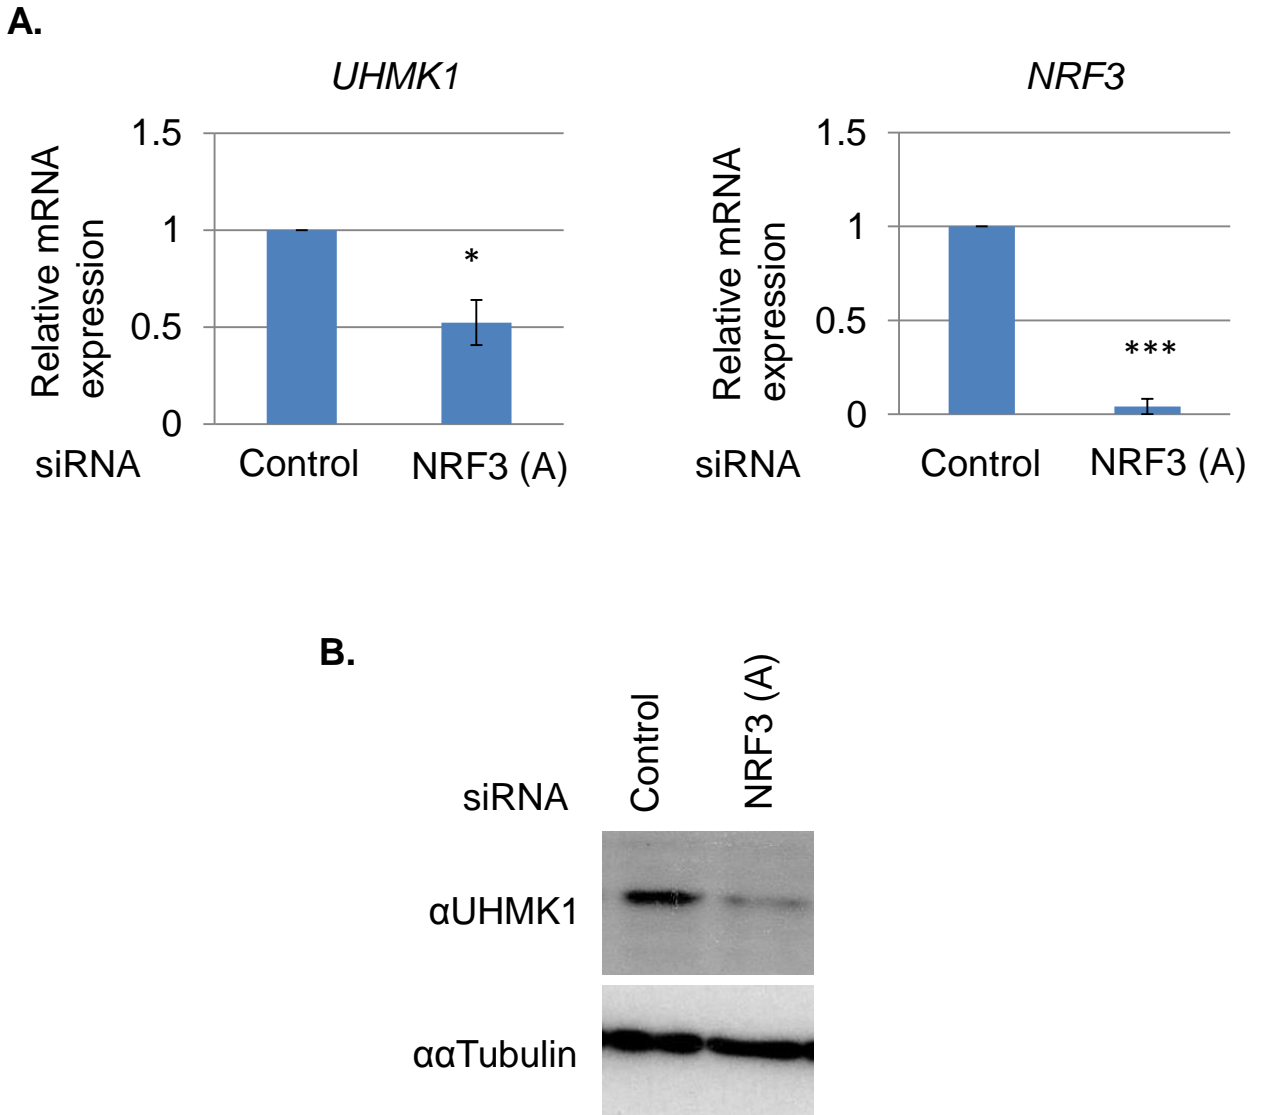 A.
UHMK1
Relative mRNA
expression
1.5
1
0.5
0
*
siRNA
Control
NRF3 (A)
NRF3
Relative mRNA
expression
1.5
1
0.5
0
***
siRNA
Control
NRF3 (A)
B.
siRNA
Control
NRF3 (A)
αUHMK1
ααTubulin